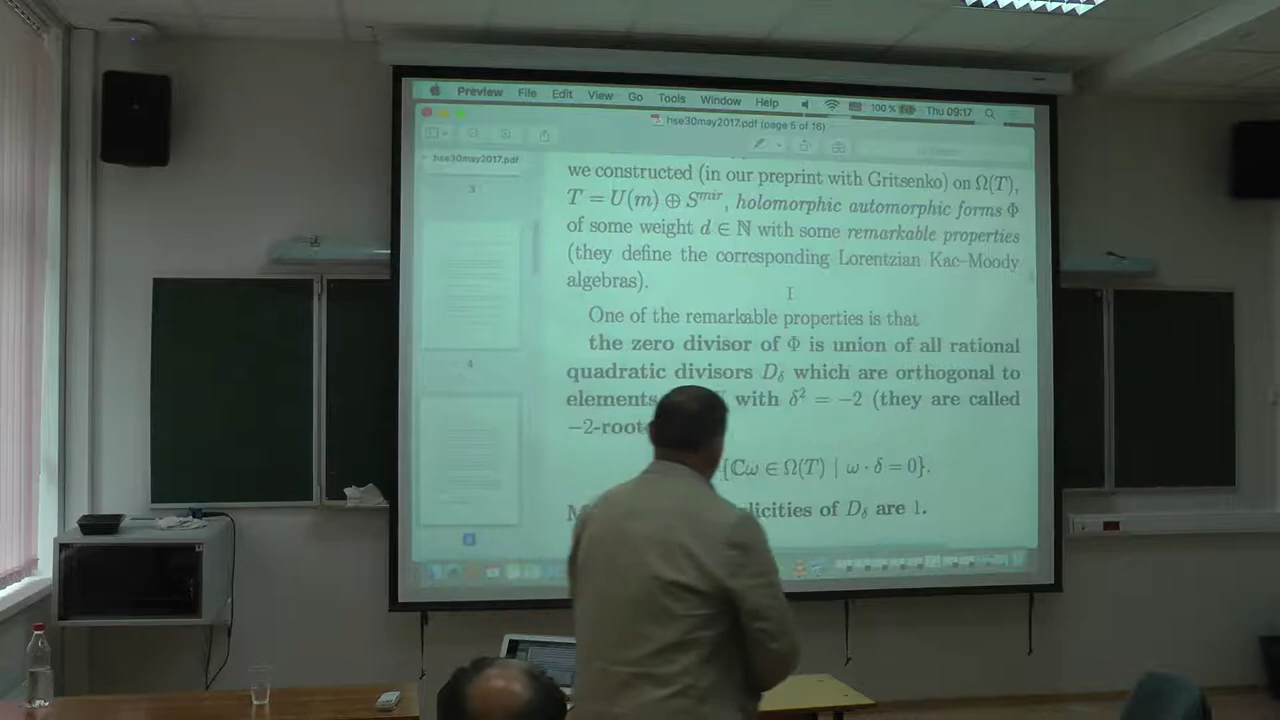 Preview File Edit View Go Tools Window Help 100 % Thu 09:17
hse30may2017.pdf (page 5 of 16)
hse30may2017.pdf
3
4
we constructed (in our preprint with Gritsenko) on Ω(T),
T = U(m) ⊕ S^{mir}, holomorphic automorphic forms Φ
of some weight d ∈ ℕ with some remarkable properties
(they define the corresponding Lorentzian Kac–Moody
algebras).
One of the remarkable properties is that
the zero divisor of Φ is union of all rational
quadratic divisors D_δ which are orthogonal to
elements with δ² = −2 (they are called
−2-root
{ℂω ∈ Ω(T) | ω · δ = 0}.
licities of D_δ are 1.